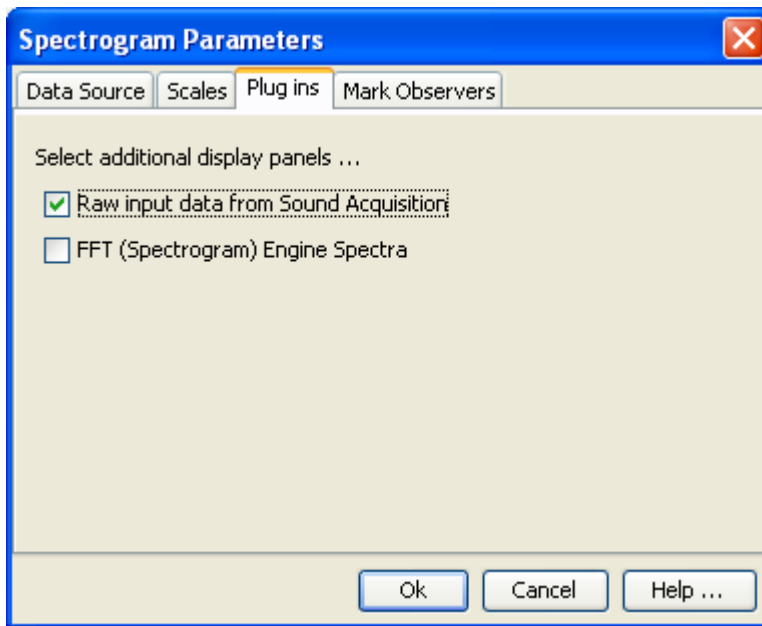 Spectrogram Parameters
Data Source Scales Plug ins Mark Observers
Select additional display panels ...
Raw input data from Sound Acquisition
FFT (Spectrogram) Engine Spectra
Ok Cancel Help ...